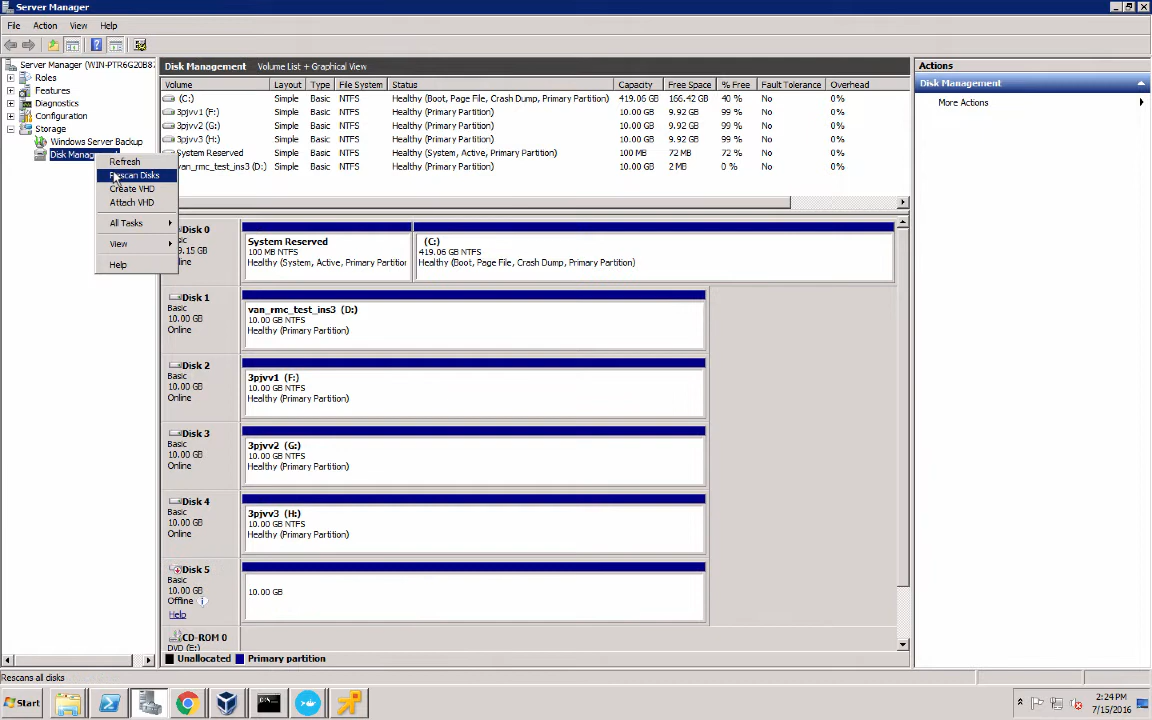 Server Manager
File Action View Help
Server Manager (WIN-PTR6G20B87
Roles
Features
Diagnostics
Configuration
Storage
Windows Server Backup
Disk Manag
Refresh
Rescan Disks
Create VHD
Attach VHD
All Tasks
View
Help
Disk Management Volume List + Graphical View
Volume Layout Type File System Status Capacity Free Space % Free Fault Tolerance Overhead
(C:) Simple Basic NTFS Healthy (Boot, Page File, Crash Dump, Primary Partition) 419.06 GB 166.42 GB 40 % No 0%
3pjvv1 (F:) Simple Basic NTFS Healthy (Primary Partition) 10.00 GB 9.92 GB 99 % No 0%
3pjvv2 (G:) Simple Basic NTFS Healthy (Primary Partition) 10.00 GB 9.92 GB 99 % No 0%
3pjvv3 (H:) Simple Basic NTFS Healthy (Primary Partition) 10.00 GB 9.92 GB 99 % No 0%
System Reserved Simple Basic NTFS Healthy (System, Active, Primary Partition) 100 MB 72 MB 72 % No 0%
van_rmc_test_ins3 (D:) Simple Basic NTFS Healthy (Primary Partition) 10.00 GB 2 MB 0 % No 0%
Disk 0
System Reserved
100 MB NTFS
Healthy (System, Active, Primary Partitior
(C:)
419.06 GB NTFS
Healthy (Boot, Page File, Crash Dump, Primary Partition)
Disk 1
Basic
10.00 GB
Online
van_rmc_test_ins3 (D:)
10.00 GB NTFS
Healthy (Primary Partition)
Disk 2
Basic
10.00 GB
Online
3pjvv1 (F:)
10.00 GB NTFS
Healthy (Primary Partition)
Disk 3
Basic
10.00 GB
Online
3pjvv2 (G:)
10.00 GB NTFS
Healthy (Primary Partition)
Disk 4
Basic
10.00 GB
Online
3pjvv3 (H:)
10.00 GB NTFS
Healthy (Primary Partition)
Disk 5
Basic
10.00 GB
Offline
Help
10.00 GB
CD-ROM 0
DVD (E:)
Unallocated Primary partition
Actions
Disk Management
More Actions
Rescans all disks
Start
2:24 PM
7/15/2016